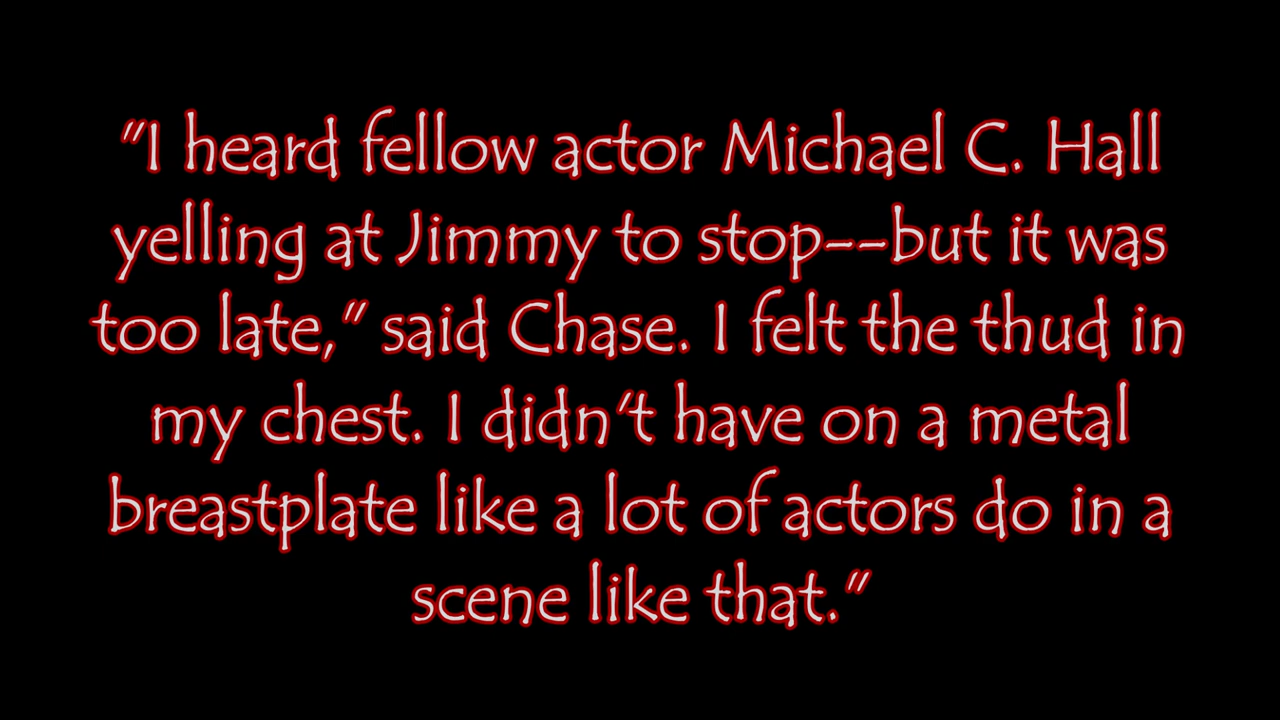 "I heard fellow actor Michael C. Hall
yelling at Jimmy to stop--but it was
too late," said Chase. I felt the thud in
my chest. I didn't have on a metal
breastplate like a lot of actors do in a
scene like that."